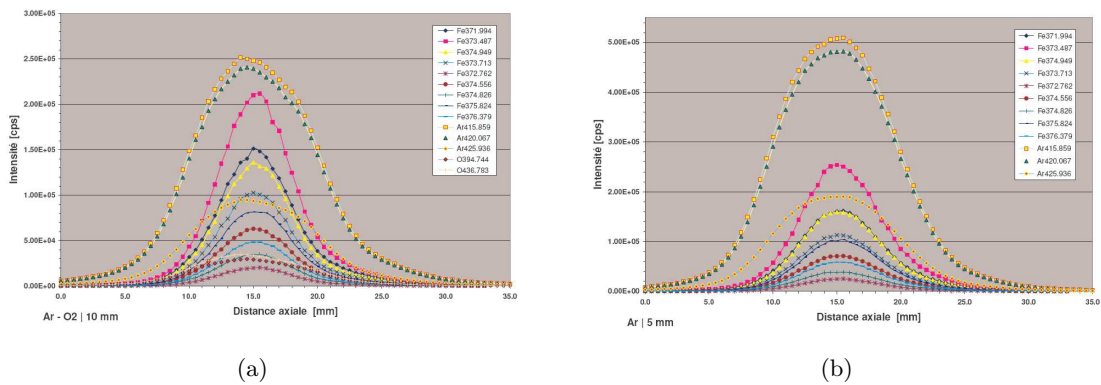 3.00E+05
2.50E+05
2.00E+05
1.50E+05
1.00E+05
5.00E+04
0.00E+00
Intensité [cps]
0.0 5.0 10.0 15.0 20.0 25.0 30.0 35.0
Distance axiale [mm]
Ar - O2 | 10 mm
Fe371.994
Fe373.487
Fe374.949
Fe373.713
Fe372.762
Fe374.556
Fe374.826
Fe375.824
Fe376.379
Ar415.859
Ar420.067
Ar425.936
O394.744
O436.783
(a)
5.00E+05
4.00E+05
3.00E+05
2.00E+05
1.00E+05
0.00E+00
Intensité [cps]
0.0 5.0 10.0 15.0 20.0 25.0 30.0 35.0
Distance axiale [mm]
Ar | 5 mm
Fe371.994
Fe373.487
Fe374.949
Fe373.713
Fe372.762
Fe374.556
Fe374.826
Fe375.824
Fe376.379
Ar415.859
Ar420.067
Ar425.936
(b)